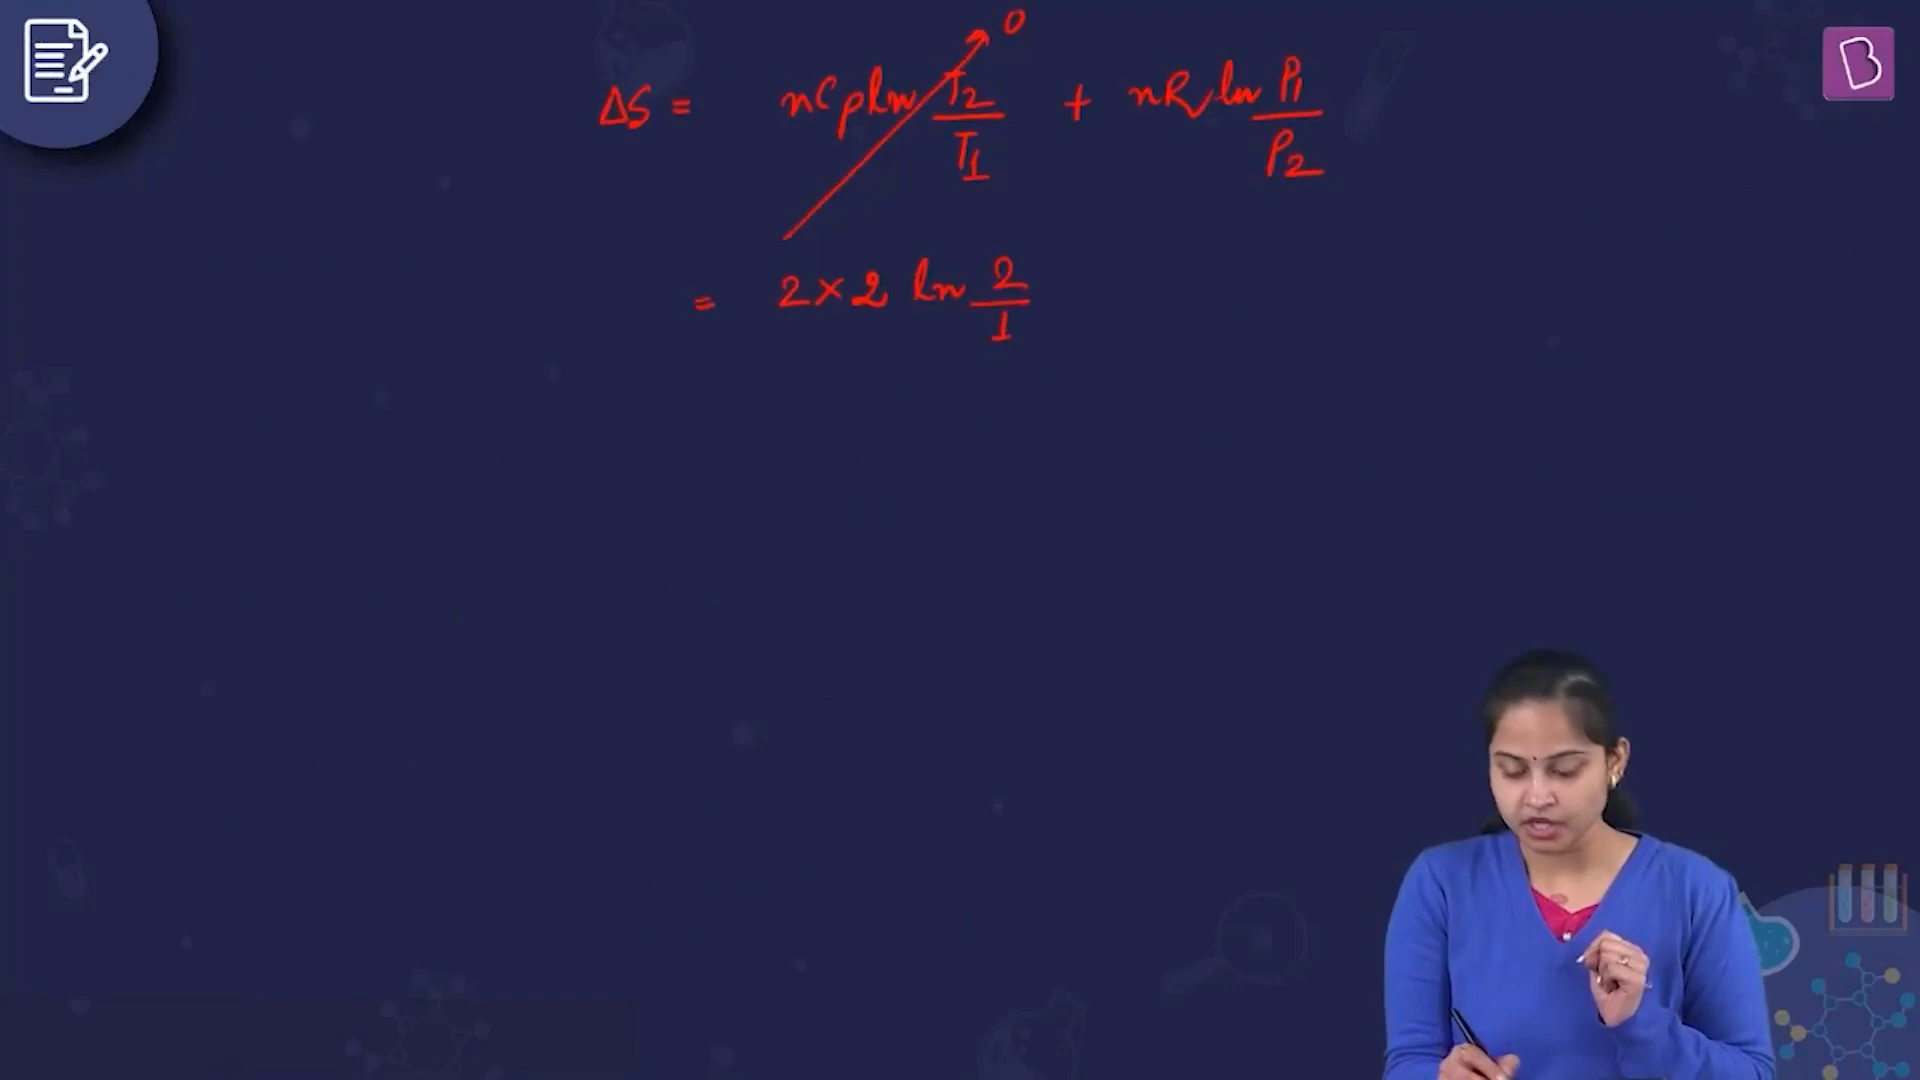 ΔS = nCp ln T2/T1 0 + nR ln P1/P2
= 2 × 2 ln 2/1